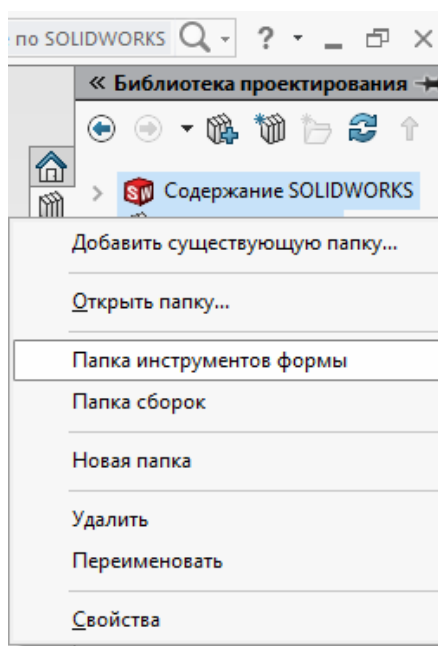 по SOLIDWORKS
« Библиотека проектирования
Содержание SOLIDWORKS
Добавить существующую папку...
Открыть папку...
Папка инструментов формы
Папка сборок
Новая папка
Удалить
Переименовать
Свойства